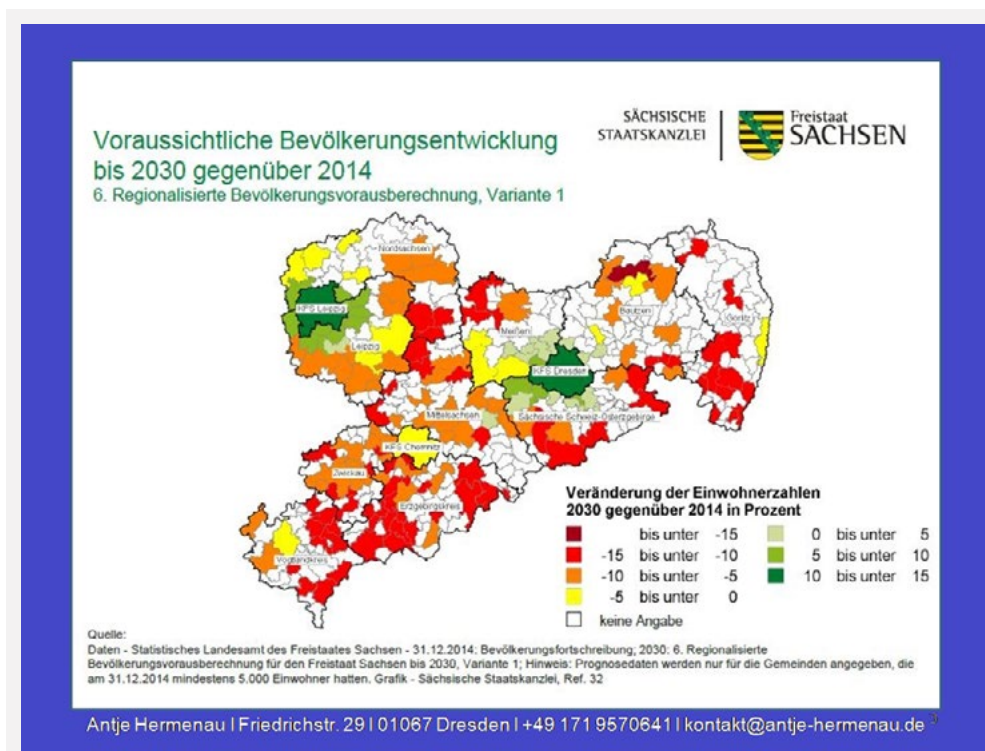 SÄCHSISCHE
STAATSKANZLEI
Freistaat
SACHSEN
Voraussichtliche Bevölkerungsentwicklung
bis 2030 gegenüber 2014
6. Regionalisierte Bevölkerungsvorausberechnung, Variante 1
Nordsachsen
KFS Leipzig
Leipzig
Meißen
Bautzen
Görlitz
KFS Dresden
Mittelsachsen
Sächsische Schweiz-Osterzgebirge
KFS Chemnitz
Zwickau
Erzgebirgskreis
Vogtlandkreis
Veränderung der Einwohnerzahlen
2030 gegenüber 2014 in Prozent
bis unter -15 0 bis unter 5
-15 bis unter -10 5 bis unter 10
-10 bis unter -5 10 bis unter 15
-5 bis unter 0
keine Angabe
Quelle:
Daten - Statistisches Landesamt des Freistaates Sachsen - 31.12.2014: Bevölkerungsfortschreibung; 2030: 6. Regionalisierte
Bevölkerungsvorausberechnung für den Freistaat Sachsen bis 2030, Variante 1; Hinweis: Prognosedaten werden nur für die Gemeinden angegeben, die
am 31.12.2014 mindestens 5.000 Einwohner hatten. Grafik - Sächsische Staatskanzlei, Ref. 32
Antje Hermenau I Friedrichstr. 29 I 01067 Dresden I +49 171 9570641 I kontakt@antje-hermenau.de